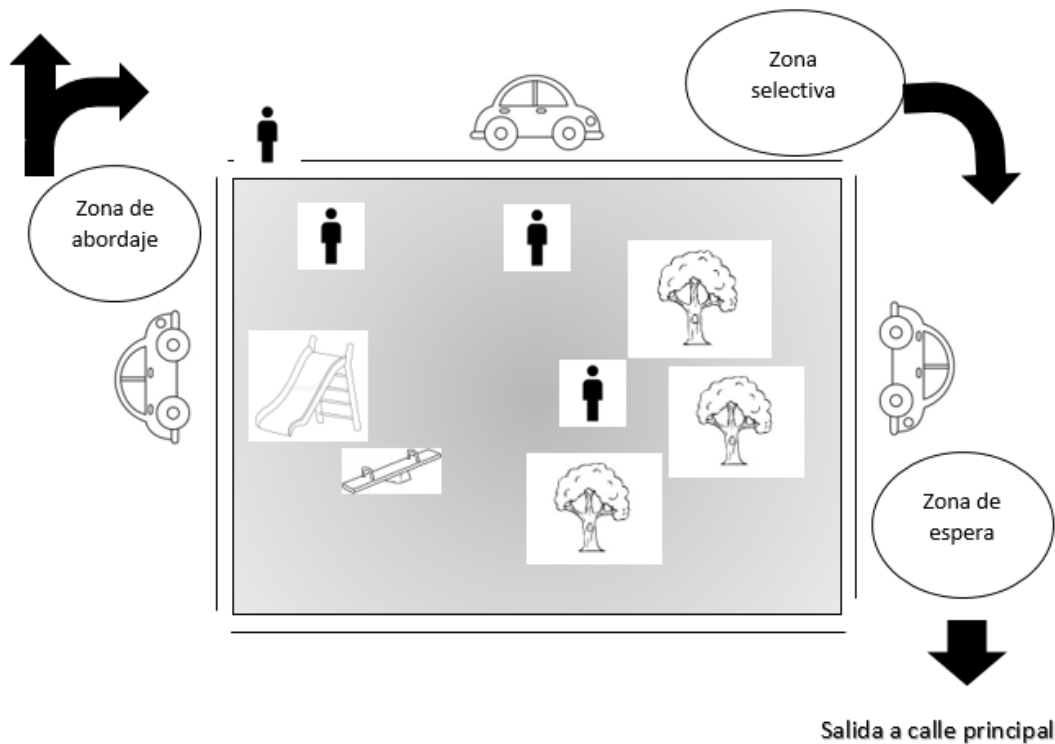 Zona
selectiva
Zona de
abordaje
Zona de
espera
Salida a calle principal